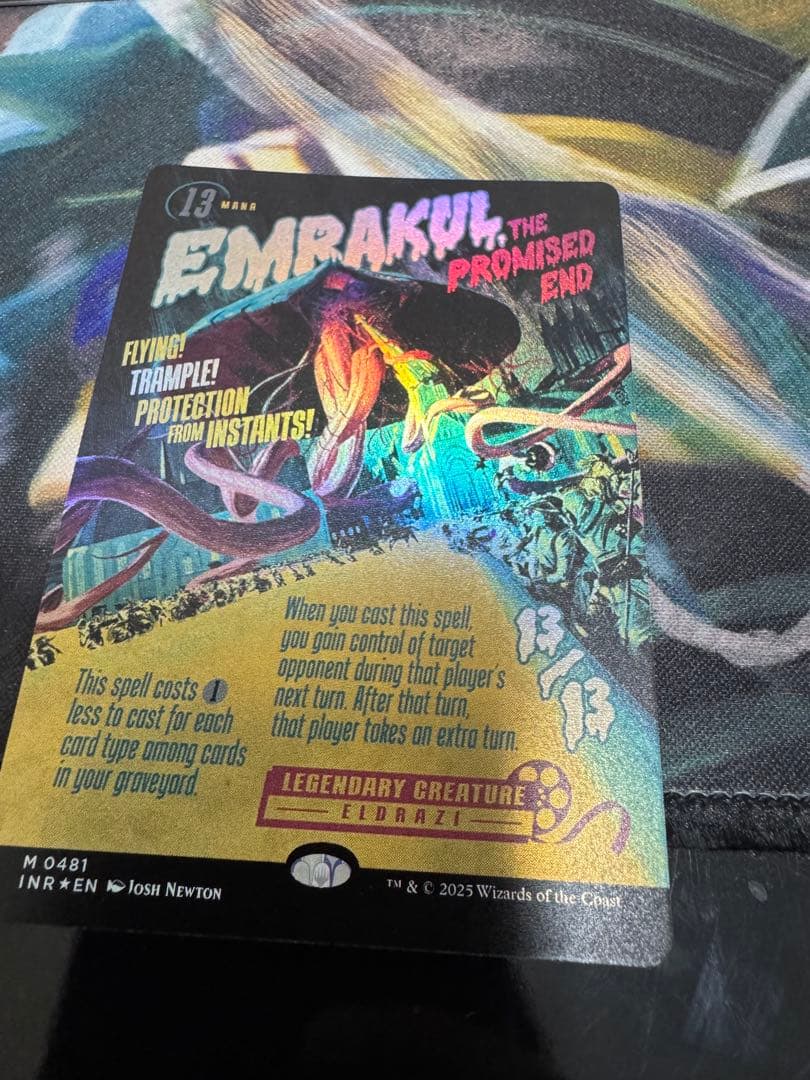 13 MANA
EMRAKUL, THE
PROMISED
END
FLYING!
TRAMPLE!
PROTECTION
FROM INSTANTS!
When you cast this spell,
you gain control of target
opponent during that player's
next turn. After that turn,
that player takes an extra turn.
13/13
This spell costs 1
less to cast for each
card type among cards
in your graveyard.
LEGENDARY CREATURE
ELDRAZI
M 0481
INR★EN JOSH NEWTON
™ & © 2025 Wizards of the Coast